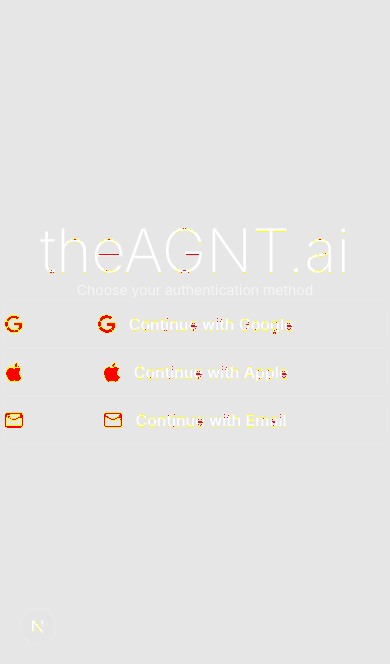 theAGNT.ai
Choose your authentication method
Continue with Google
Continue with Apple
Continue with Email
N